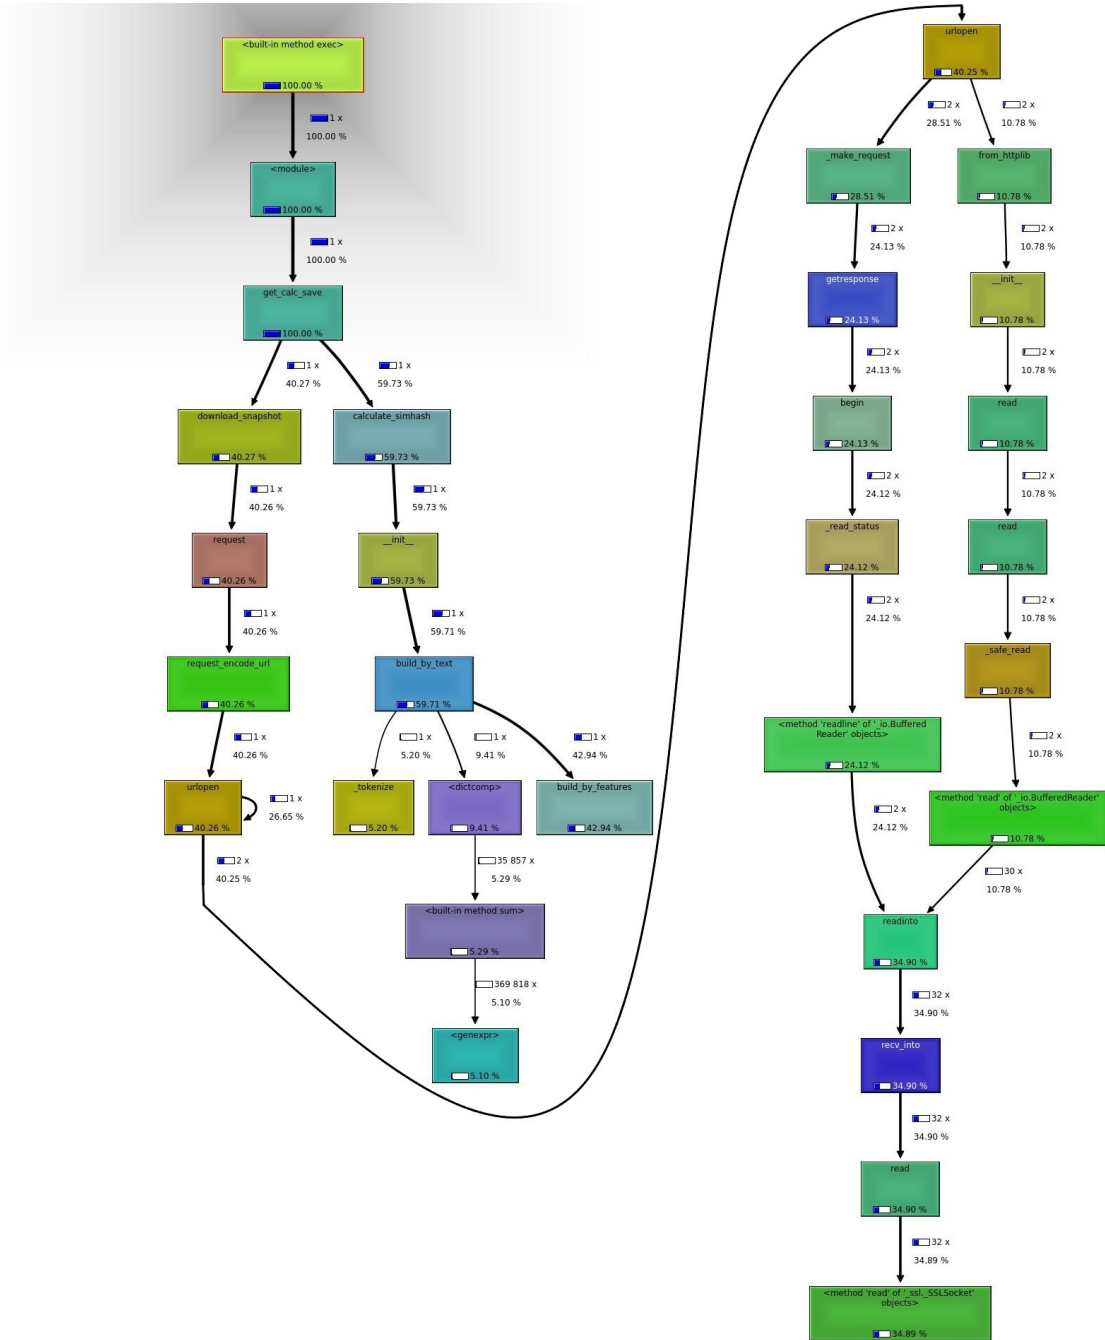 <built-in method exec>
100.00 %
1 x
100.00 %
<module>
100.00 %
1 x
100.00 %
get_calc_save
100.00 %
1 x
40.27 %
1 x
59.73 %
download_snapshot
40.27 %
calculate_simhash
59.73 %
1 x
40.26 %
1 x
59.73 %
request
40.26 %
__init__
59.73 %
1 x
40.26 %
1 x
59.71 %
request_encode_url
40.26 %
build_by_text
59.71 %
1 x
40.26 %
1 x
5.20 %
1 x
9.41 %
1 x
42.94 %
urlopen
40.26 %
1 x
26.65 %
_tokenize
5.20 %
<dictcomp>
9.41 %
build_by_features
42.94 %
2 x
40.25 %
35 857 x
5.29 %
<built-in method sum>
5.29 %
369 818 x
5.10 %
<genexpr>
5.10 %
urlopen
40.25 %
2 x
28.51 %
2 x
10.78 %
_make_request
28.51 %
from_httplib
10.78 %
2 x
24.13 %
2 x
10.78 %
getresponse
24.13 %
__init__
10.78 %
2 x
24.13 %
2 x
10.78 %
begin
24.13 %
read
10.78 %
2 x
24.12 %
2 x
10.78 %
_read_status
24.12 %
read
10.78 %
2 x
24.12 %
2 x
10.78 %
_safe_read
10.78 %
2 x
10.78 %
<method 'readline' of '_io.Buffered
Reader' objects>
24.12 %
<method 'read' of '_io.BufferedReader'
objects>
10.78 %
2 x
24.12 %
30 x
10.78 %
readinto
34.90 %
32 x
34.90 %
recv_into
34.90 %
32 x
34.90 %
read
34.90 %
32 x
34.89 %
<method 'read' of '_ssl._SSLSocket'
objects>
34.89 %